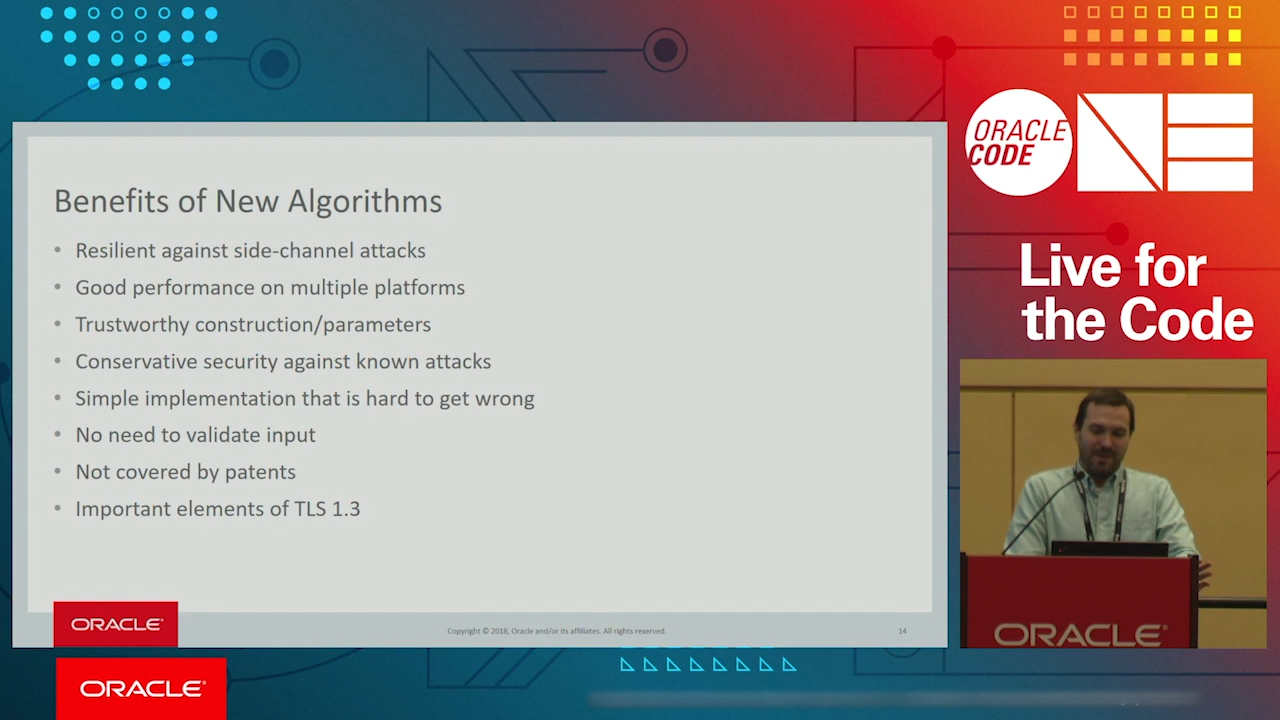 Benefits of New Algorithms
• Resilient against side-channel attacks
• Good performance on multiple platforms
• Trustworthy construction/parameters
• Conservative security against known attacks
• Simple implementation that is hard to get wrong
• No need to validate input
• Not covered by patents
• Important elements of TLS 1.3
ORACLE®
Copyright © 2018, Oracle and/or its affiliates. All rights reserved.
14
ORACLE®
ORACLE
CODE
NE
Live for
the Code
ORACLE®